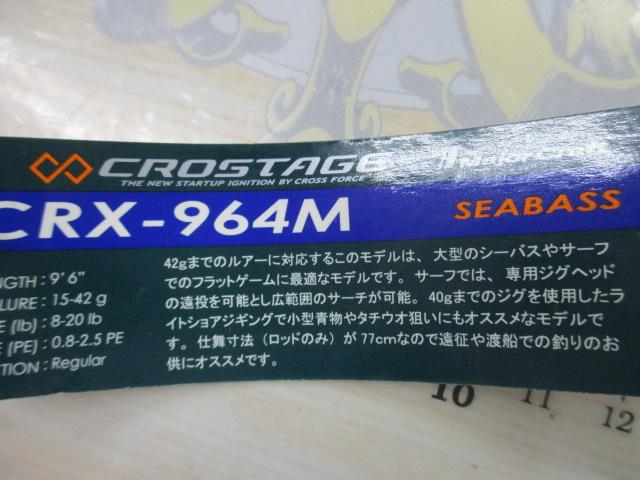 CROSTAGE
THE NEW STARTUP IGNITION BY CROSS FORCE
CRX-964M
SEABASS
NGTH : 9' 6"
LURE : 15-42 g
E (lb) : 8-20 lb
E (PE) : 0.8-2.5 PE
TION : Regular
42gまでのルアーに対応するこのモデルは、大型のシーバスやサーフ
でのフラットゲームに最適なモデルです。サーフでは、専用ジグヘッド
の遠投を可能とし広範囲のサーチが可能。40gまでのジグを使用したラ
イトショアジギングで小型青物やタチウオ狙いにもオススメなモデルで
す。仕舞寸法（ロッドのみ）が77cmなので遠征や渡船での釣りのお
供にオススメです。
10
11
12